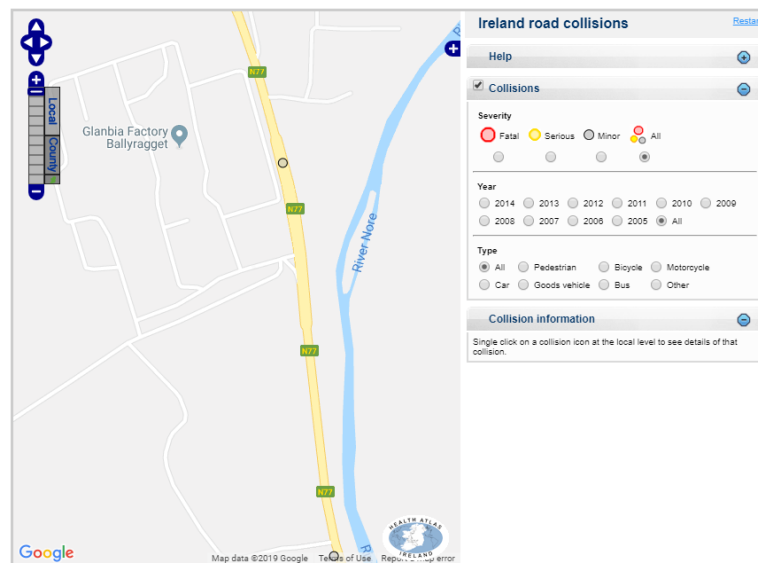 Ireland road collisions
Restar
Help
Collisions
Severity
Fatal Serious Minor All
Year
2014 2013 2012 2011 2010 2009
2008 2007 2006 2005 All
Type
All Pedestrian Bicycle Motorcycle
Car Goods vehicle Bus Other
Collision information
Single click on a collision icon at the local level to see details of that
collision.
Local
County
N77
Glanbia Factory
Ballyragget
N77
River Nore
N77
N77
HEALTH ATLAS
IRELAND
Google
Map data ©2019 Google Terms of Use Report a map error